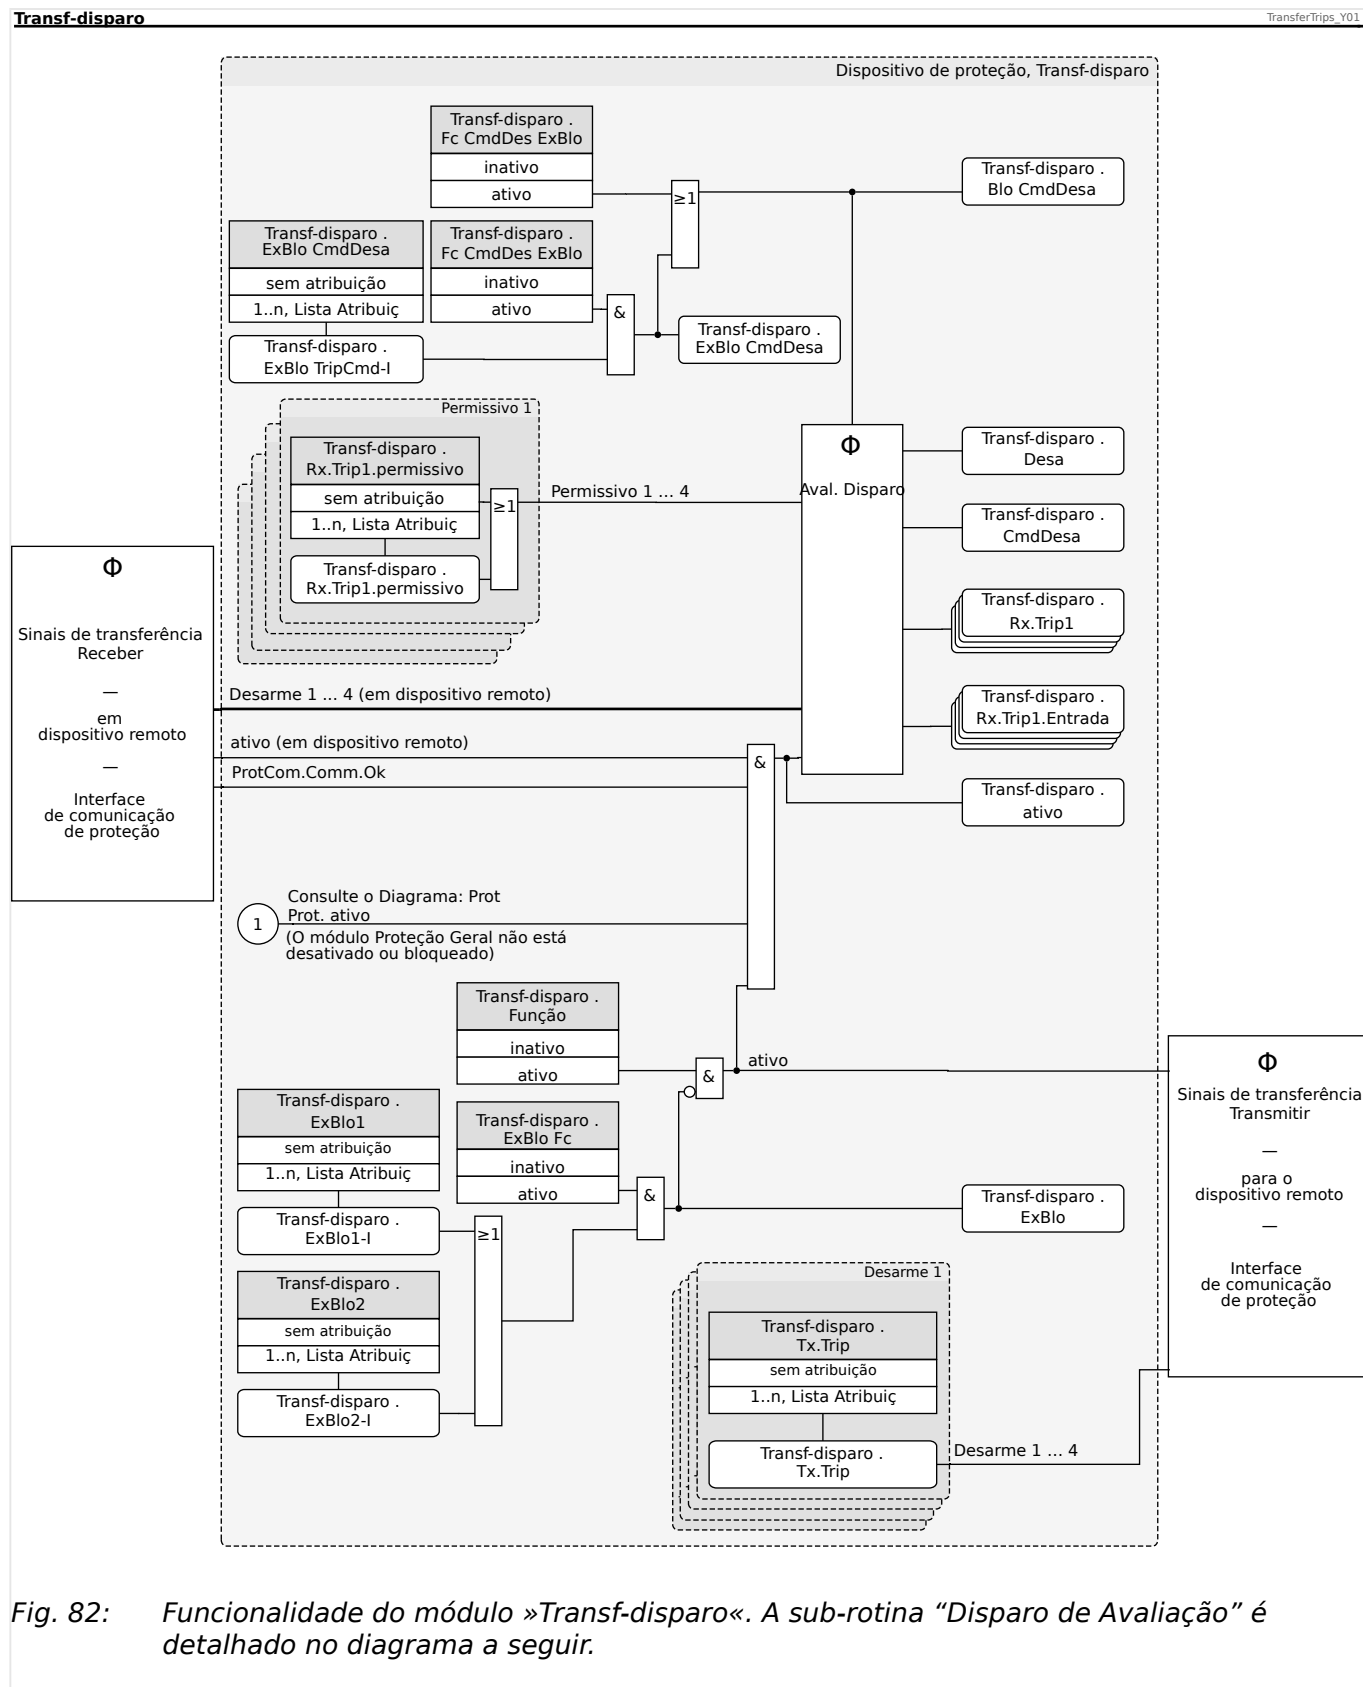 Transf-disparo
TransferTrips_Y01
Dispositivo de proteção, Transf-disparo
Transf-disparo .
Fc CmdDes ExBlo
inativo
ativo
≥1
Transf-disparo .
Blo CmdDesa
Transf-disparo .
ExBlo CmdDesa
sem atribuição
1..n, Lista Atribuiç
Transf-disparo .
Fc CmdDes ExBlo
inativo
ativo
&
Transf-disparo .
ExBlo TripCmd-I
Transf-disparo .
ExBlo CmdDesa
Permissivo 1
Transf-disparo .
Rx.Trip1.permissivo
sem atribuição
1..n, Lista Atribuiç
≥1
Transf-disparo .
Rx.Trip1.permissivo
Permissivo 1 ... 4
Φ
Aval. Disparo
Transf-disparo .
Desa
Transf-disparo .
CmdDesa
Transf-disparo .
Rx.Trip1
Transf-disparo .
Rx.Trip1.Entrada
Transf-disparo .
ativo
Φ
Sinais de transferência
Receber
—
em
dispositivo remoto
—
Interface
de comunicação
de proteção
Desarme 1 ... 4 (em dispositivo remoto)
ativo (em dispositivo remoto)
ProtCom.Comm.Ok
&
1
Consulte o Diagrama: Prot
Prot. ativo
(O módulo Proteção Geral não está
desativado ou bloqueado)
Transf-disparo .
Função
inativo
ativo
&
ativo
Transf-disparo .
ExBlo1
sem atribuição
1..n, Lista Atribuiç
Transf-disparo .
ExBlo1-I
Transf-disparo .
ExBlo Fc
inativo
ativo
&
≥1
Transf-disparo .
ExBlo2
sem atribuição
1..n, Lista Atribuiç
Transf-disparo .
ExBlo2-I
Transf-disparo .
ExBlo
Desarme 1
Transf-disparo .
Tx.Trip
sem atribuição
1..n, Lista Atribuiç
Transf-disparo .
Tx.Trip
Desarme 1 ... 4
Φ
Sinais de transferência
Transmitir
—
para o
dispositivo remoto
—
Interface
de comunicação
de proteção
Fig. 82: Funcionalidade do módulo »Transf-disparo«. A sub-rotina “Disparo de Avaliação” é
detalhado no diagrama a seguir.